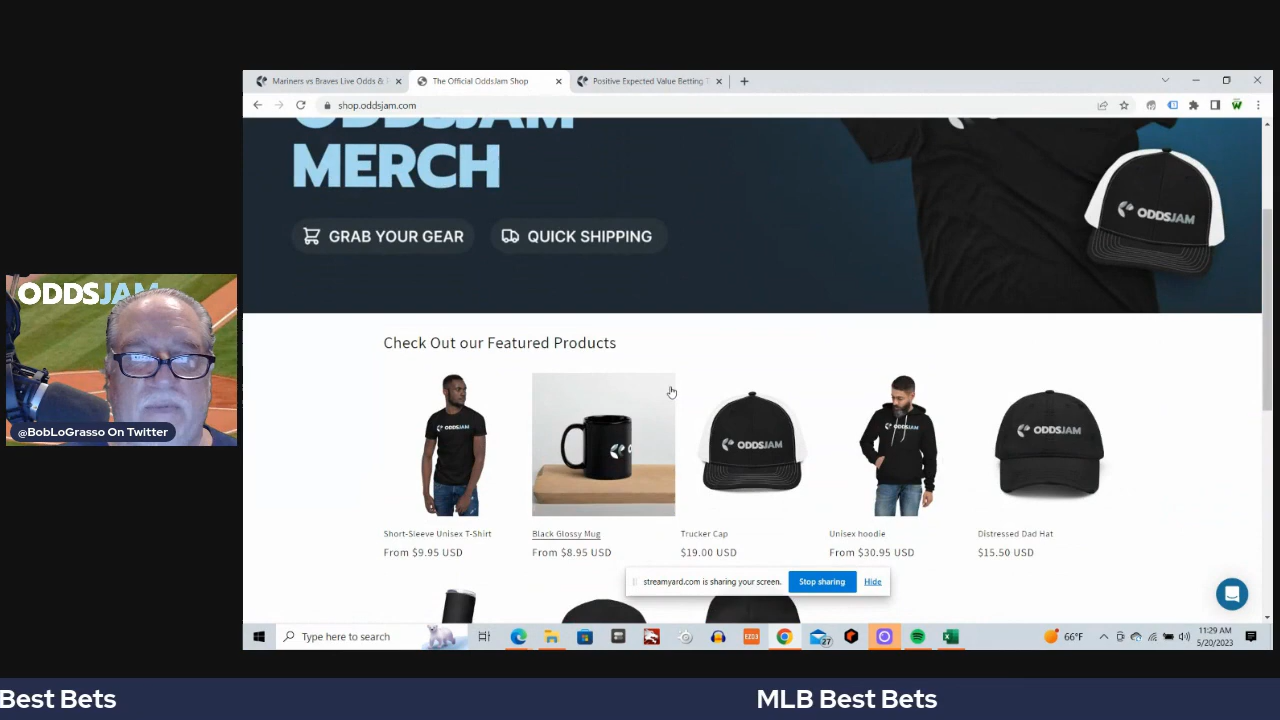 Mariners vs Braves Live Odds &
The Official OddsJam Shop
Positive Expected Value Betting
shop.oddsjam.com
ODDSJAM
MERCH
GRAB YOUR GEAR
QUICK SHIPPING
ODDSJAM
ODDSJAM
@BobLoGrasso On Twitter
Check Out our Featured Products
ODDSJAM
ODDSJAM
ODDSJAM
ODDSJAM
Short-Sleeve Unisex T-Shirt
Black Glossy Mug
Trucker Cap
Unisex hoodie
Distressed Dad Hat
From $9.95 USD
From $8.95 USD
$19.00 USD
From $30.95 USD
$15.50 USD
streamyard.com is sharing your screen.
Stop sharing
Hide
Type here to search
27
66°F
11:29 AM
5/20/2023
Best Bets
MLB Best Bets